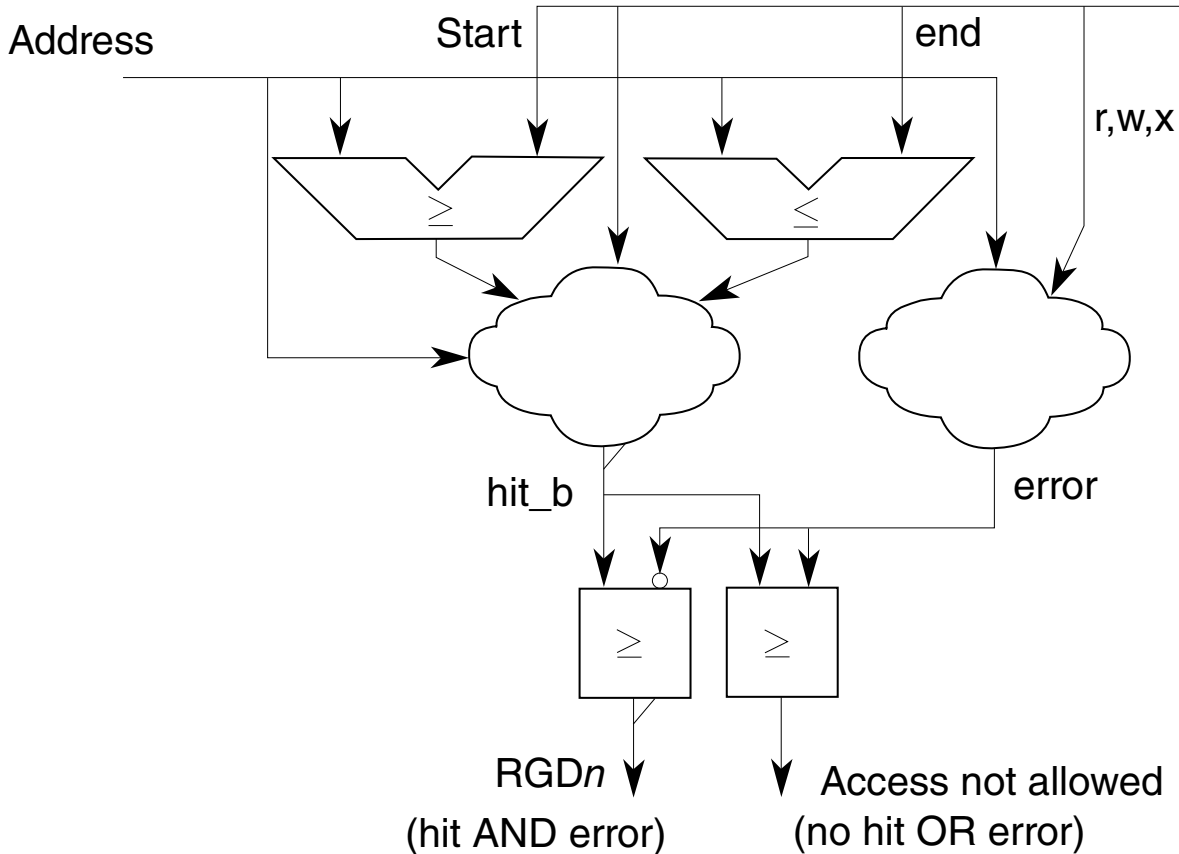 Address
Start
end
r,w,x
≥
≤
hit_b
error
≥
≥
RGDn
(hit AND error)
Access not allowed
(no hit OR error)